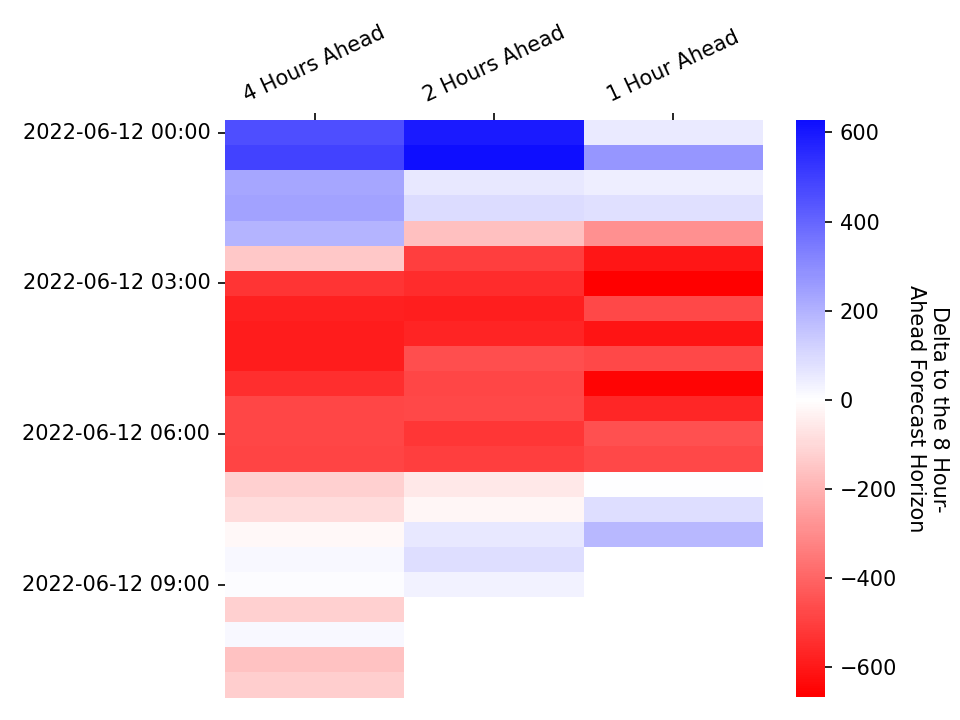 4 Hours Ahead
2 Hours Ahead
1 Hour Ahead
2022-06-12 00:00
2022-06-12 03:00
2022-06-12 06:00
2022-06-12 09:00
600
400
200
0
−200
−400
−600
Delta to the 8 Hour-
Ahead Forecast Horizon